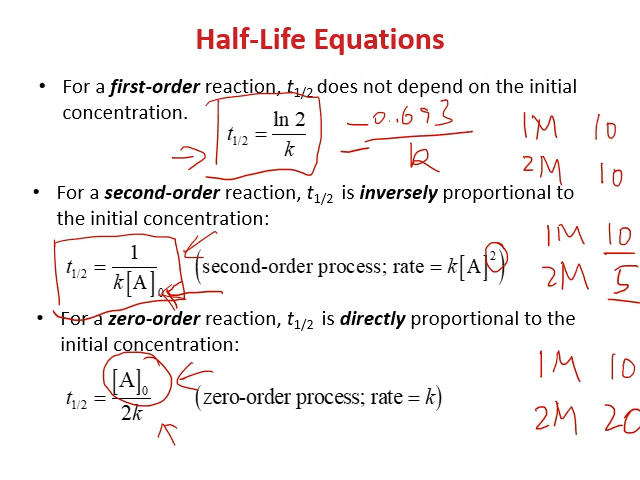 Half-Life Equations
• For a first-order reaction, t1/2 does not depend on the initial
concentration.
t1/2 = ln 2 / k = 0.693 / k
1M 10
2M 10
• For a second-order reaction, t1/2 is inversely proportional to
the initial concentration:
t1/2 = 1 / k[A]0 (second-order process; rate = k[A]²)
1M 10
2M 5
• For a zero-order reaction, t1/2 is directly proportional to the
initial concentration:
t1/2 = [A]0 / 2k (zero-order process; rate = k)
1M 10
2M 20